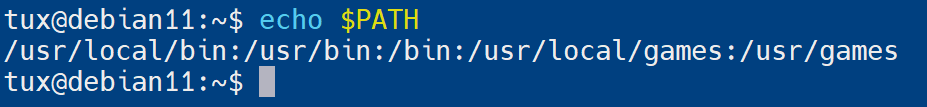 tux@debian11:~$ echo $PATH
/usr/local/bin:/usr/bin:/bin:/usr/local/games:/usr/games
tux@debian11:~$